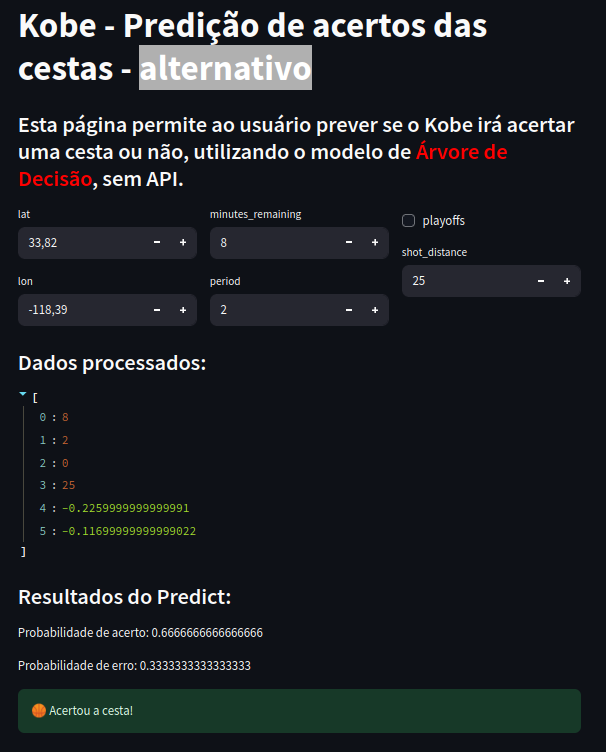 Kobe - Predição de acertos das
cestas - alternativo
Esta página permite ao usuário prever se o Kobe irá acertar
uma cesta ou não, utilizando o modelo de Árvore de
Decisão, sem API.
lat
33,82
lon
-118,39
minutes_remaining
8
period
2
playoffs
shot_distance
25
Dados processados:
[
0 : 8
1 : 2
2 : 0
3 : 25
4 : -0.2259999999999991
5 : -0.11699999999999022
]
Resultados do Predict:
Probabilidade de acerto: 0.6666666666666666
Probabilidade de erro: 0.3333333333333333
🏀 Acertou a cesta!